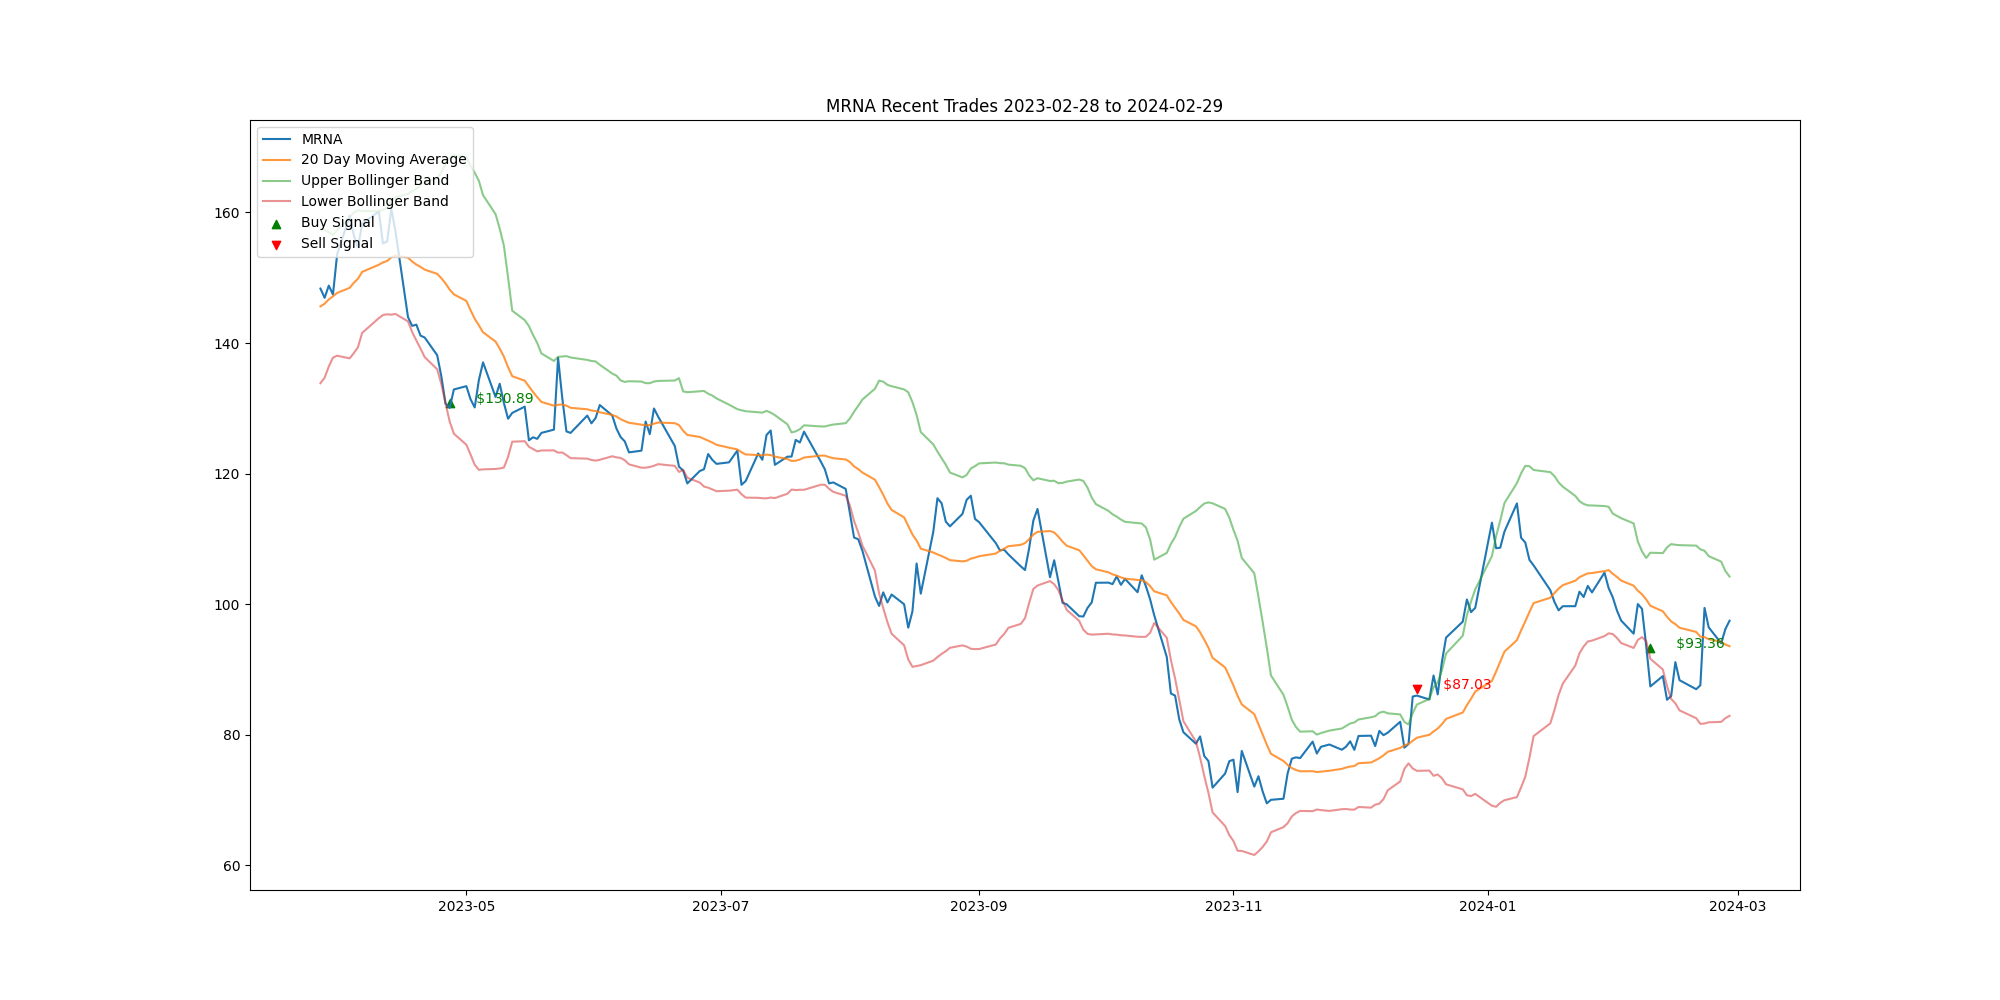 MRNA Recent Trades 2023-02-28 to 2024-02-29
MRNA
20 Day Moving Average
Upper Bollinger Band
Lower Bollinger Band
Buy Signal
Sell Signal
160
140
120
100
80
60
$130.89
$87.03
$93.36
2023-05
2023-07
2023-09
2023-11
2024-01
2024-03